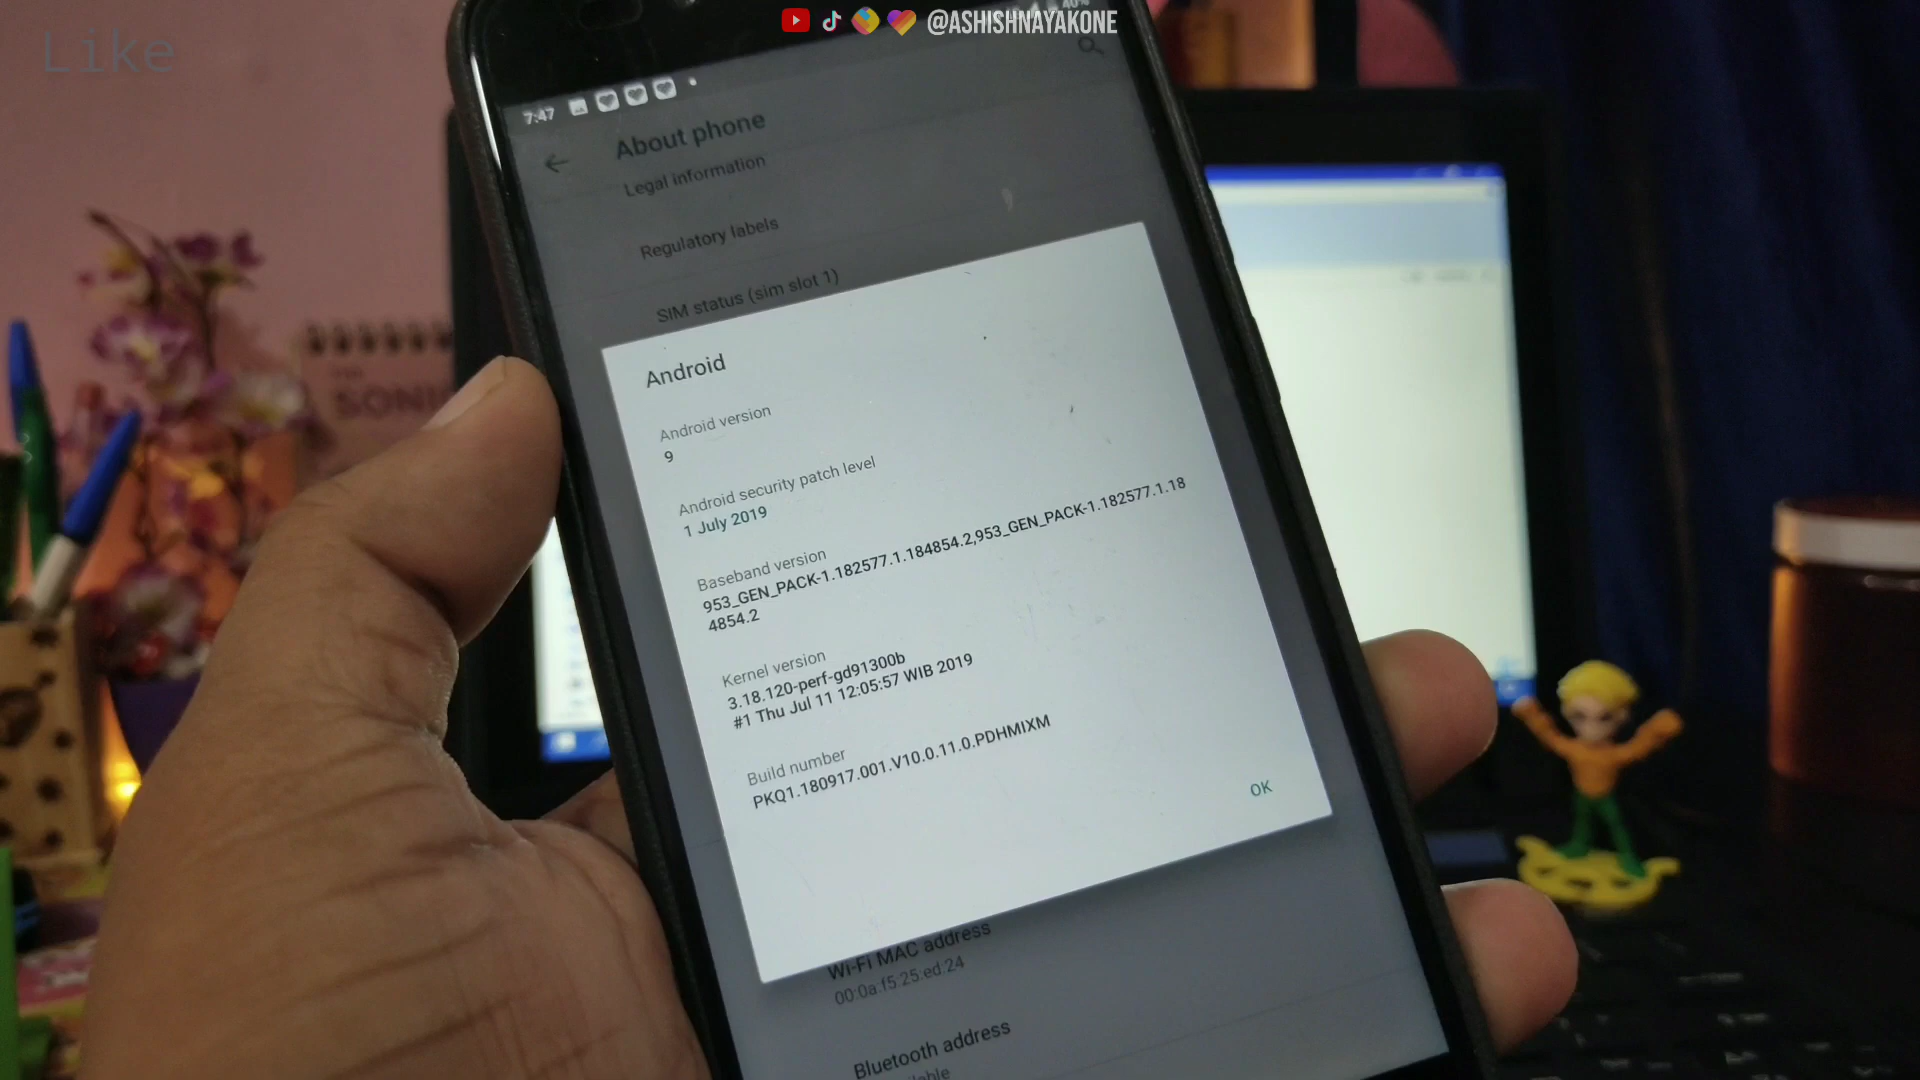 Like
@ASHISHNAYAKONE
40%
7:47
About phone
Legal information
Regulatory labels
SIM status (sim slot 1)
Android
Android version
9
Android security patch level
1 July 2019
Baseband version
953_GEN_PACK-1.182577.1.184854.2,953_GEN_PACK-1.182577.1.18
4854.2
Kernel version
3.18.120-perf-gd91300b
#1 Thu Jul 11 12:05:57 WIB 2019
Build number
PKQ1.180917.001.V10.0.11.0.PDHMIXM
OK
Wi-Fi MAC address
00:0a:f5:25:ed:24
Bluetooth address